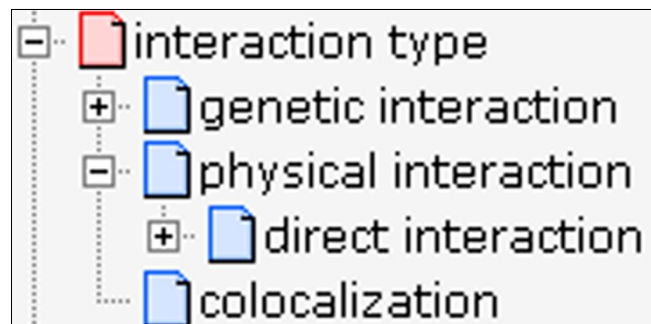 interaction type
genetic interaction
physical interaction
direct interaction
colocalization